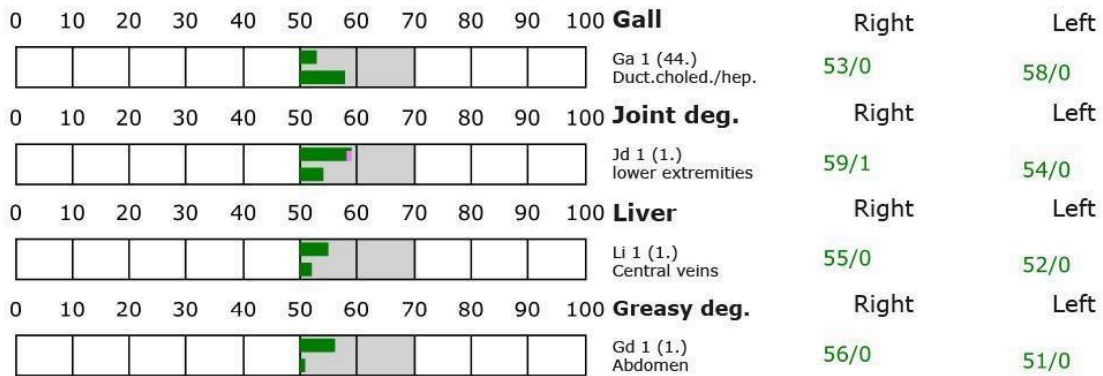 0 10 20 30 40 50 60 70 80 90 100 Gall Right Left
Ga 1 (44.) 53/0 58/0
Duct.choled./hep.
0 10 20 30 40 50 60 70 80 90 100 Joint deg. Right Left
Jd 1 (1.) 59/1 54/0
lower extremities
0 10 20 30 40 50 60 70 80 90 100 Liver Right Left
Li 1 (1.) 55/0 52/0
Central veins
0 10 20 30 40 50 60 70 80 90 100 Greasy deg. Right Left
Gd 1 (1.) 56/0 51/0
Abdomen